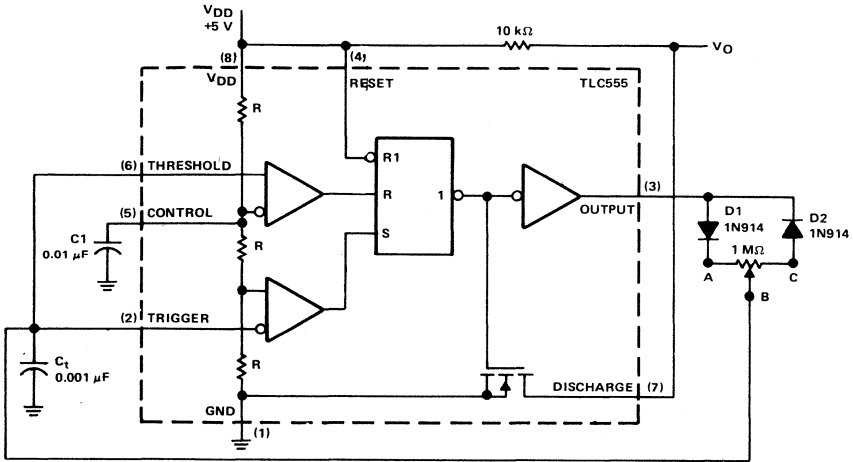 VDD
+5 V
10 kΩ
VO
(8)
(4)
VDD
RESET
TLC555
R
(6) THRESHOLD
R1
R
1
(3)
OUTPUT
(5) CONTROL
S
C1
0.01 μF
R
D1
1N914
D2
1N914
1 MΩ
A
C
B
(2) TRIGGER
Ct
0.001 μF
R
DISCHARGE (7)
GND
(1)